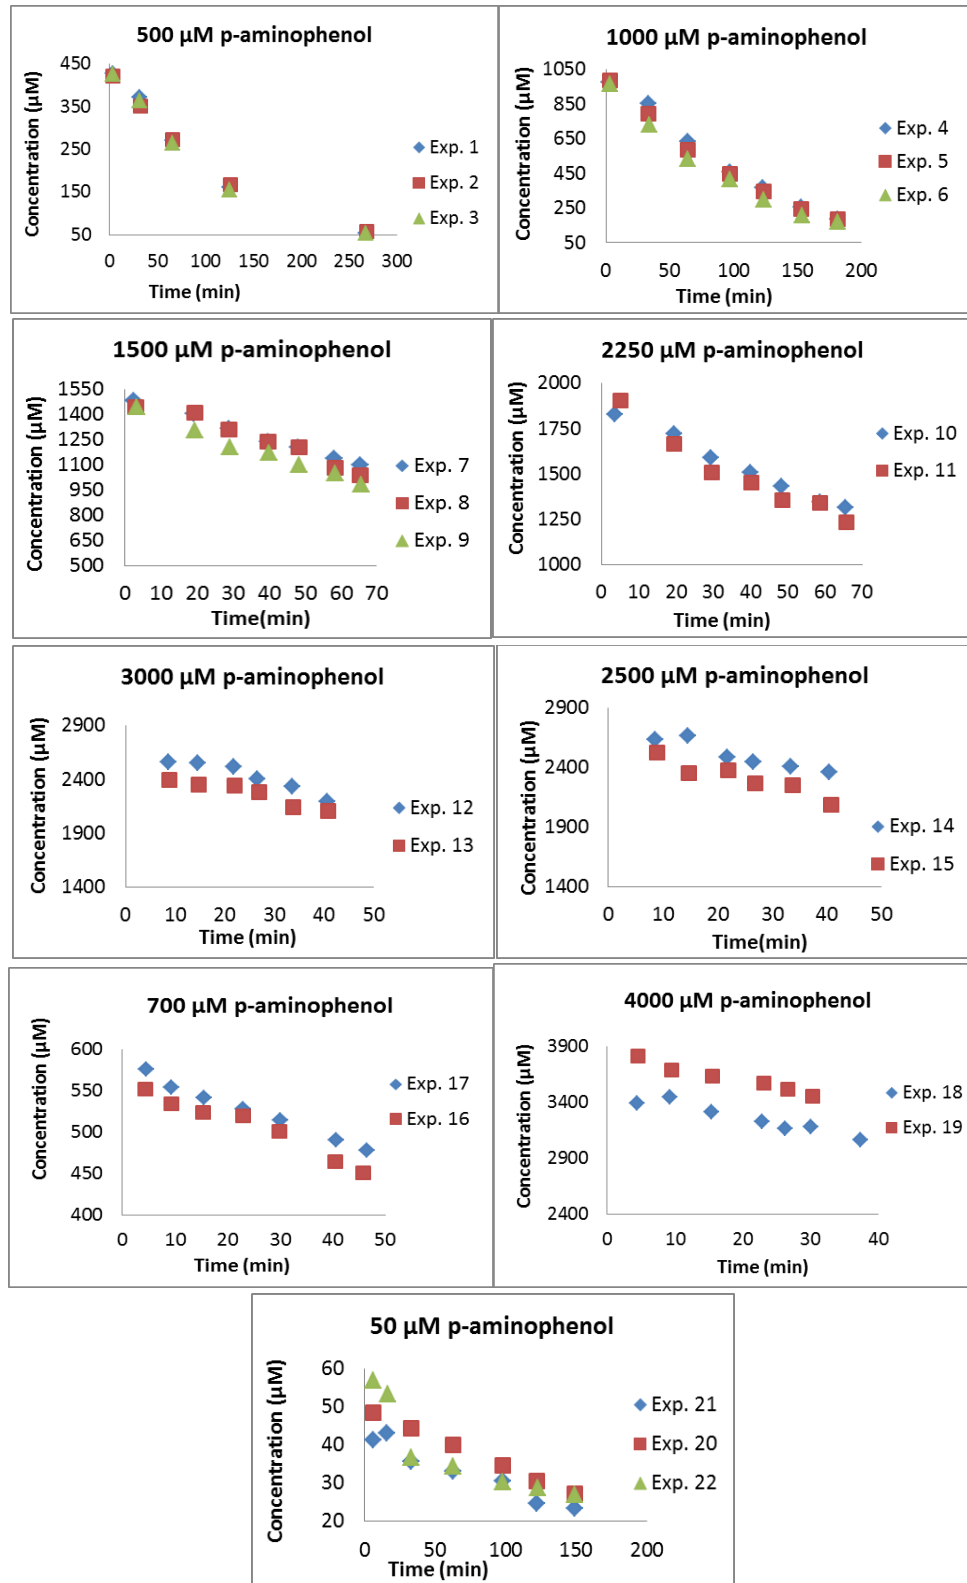 500 µM p-aminophenol
Concentration (µM)
450
350
250
150
50
0 50 100 150 200 250 300
Time (min)
Exp. 1
Exp. 2
Exp. 3
1000 µM p-aminophenol
Concentration (µM)
1050
850
650
450
250
50
0 50 100 150 200
Time (min)
Exp. 4
Exp. 5
Exp. 6
1500 µM p-aminophenol
Concentration (µM)
1550
1400
1250
1100
950
800
650
500
0 10 20 30 40 50 60 70
Time(min)
Exp. 7
Exp. 8
Exp. 9
2250 µM p-aminophenol
Concentration (µM)
2000
1750
1500
1250
1000
0 10 20 30 40 50 60 70
Time (min)
Exp. 10
Exp. 11
3000 µM p-aminophenol
Concentration (µM)
2900
2400
1900
1400
0 10 20 30 40 50
Time (min)
Exp. 12
Exp. 13
2500 µM p-aminophenol
Concentration (µM)
2900
2400
1900
1400
0 10 20 30 40 50
Time(min)
Exp. 14
Exp. 15
700 µM p-aminophenol
Concentration (µM)
600
550
500
450
400
0 10 20 30 40 50
Time (min)
Exp. 17
Exp. 16
4000 µM p-aminophenol
Concentration (µM)
3900
3400
2900
2400
0 10 20 30 40
Time (min)
Exp. 18
Exp. 19
50 µM p-aminophenol
Concentration (µM)
60
50
40
30
20
0 50 100 150 200
Time (min)
Exp. 21
Exp. 20
Exp. 22